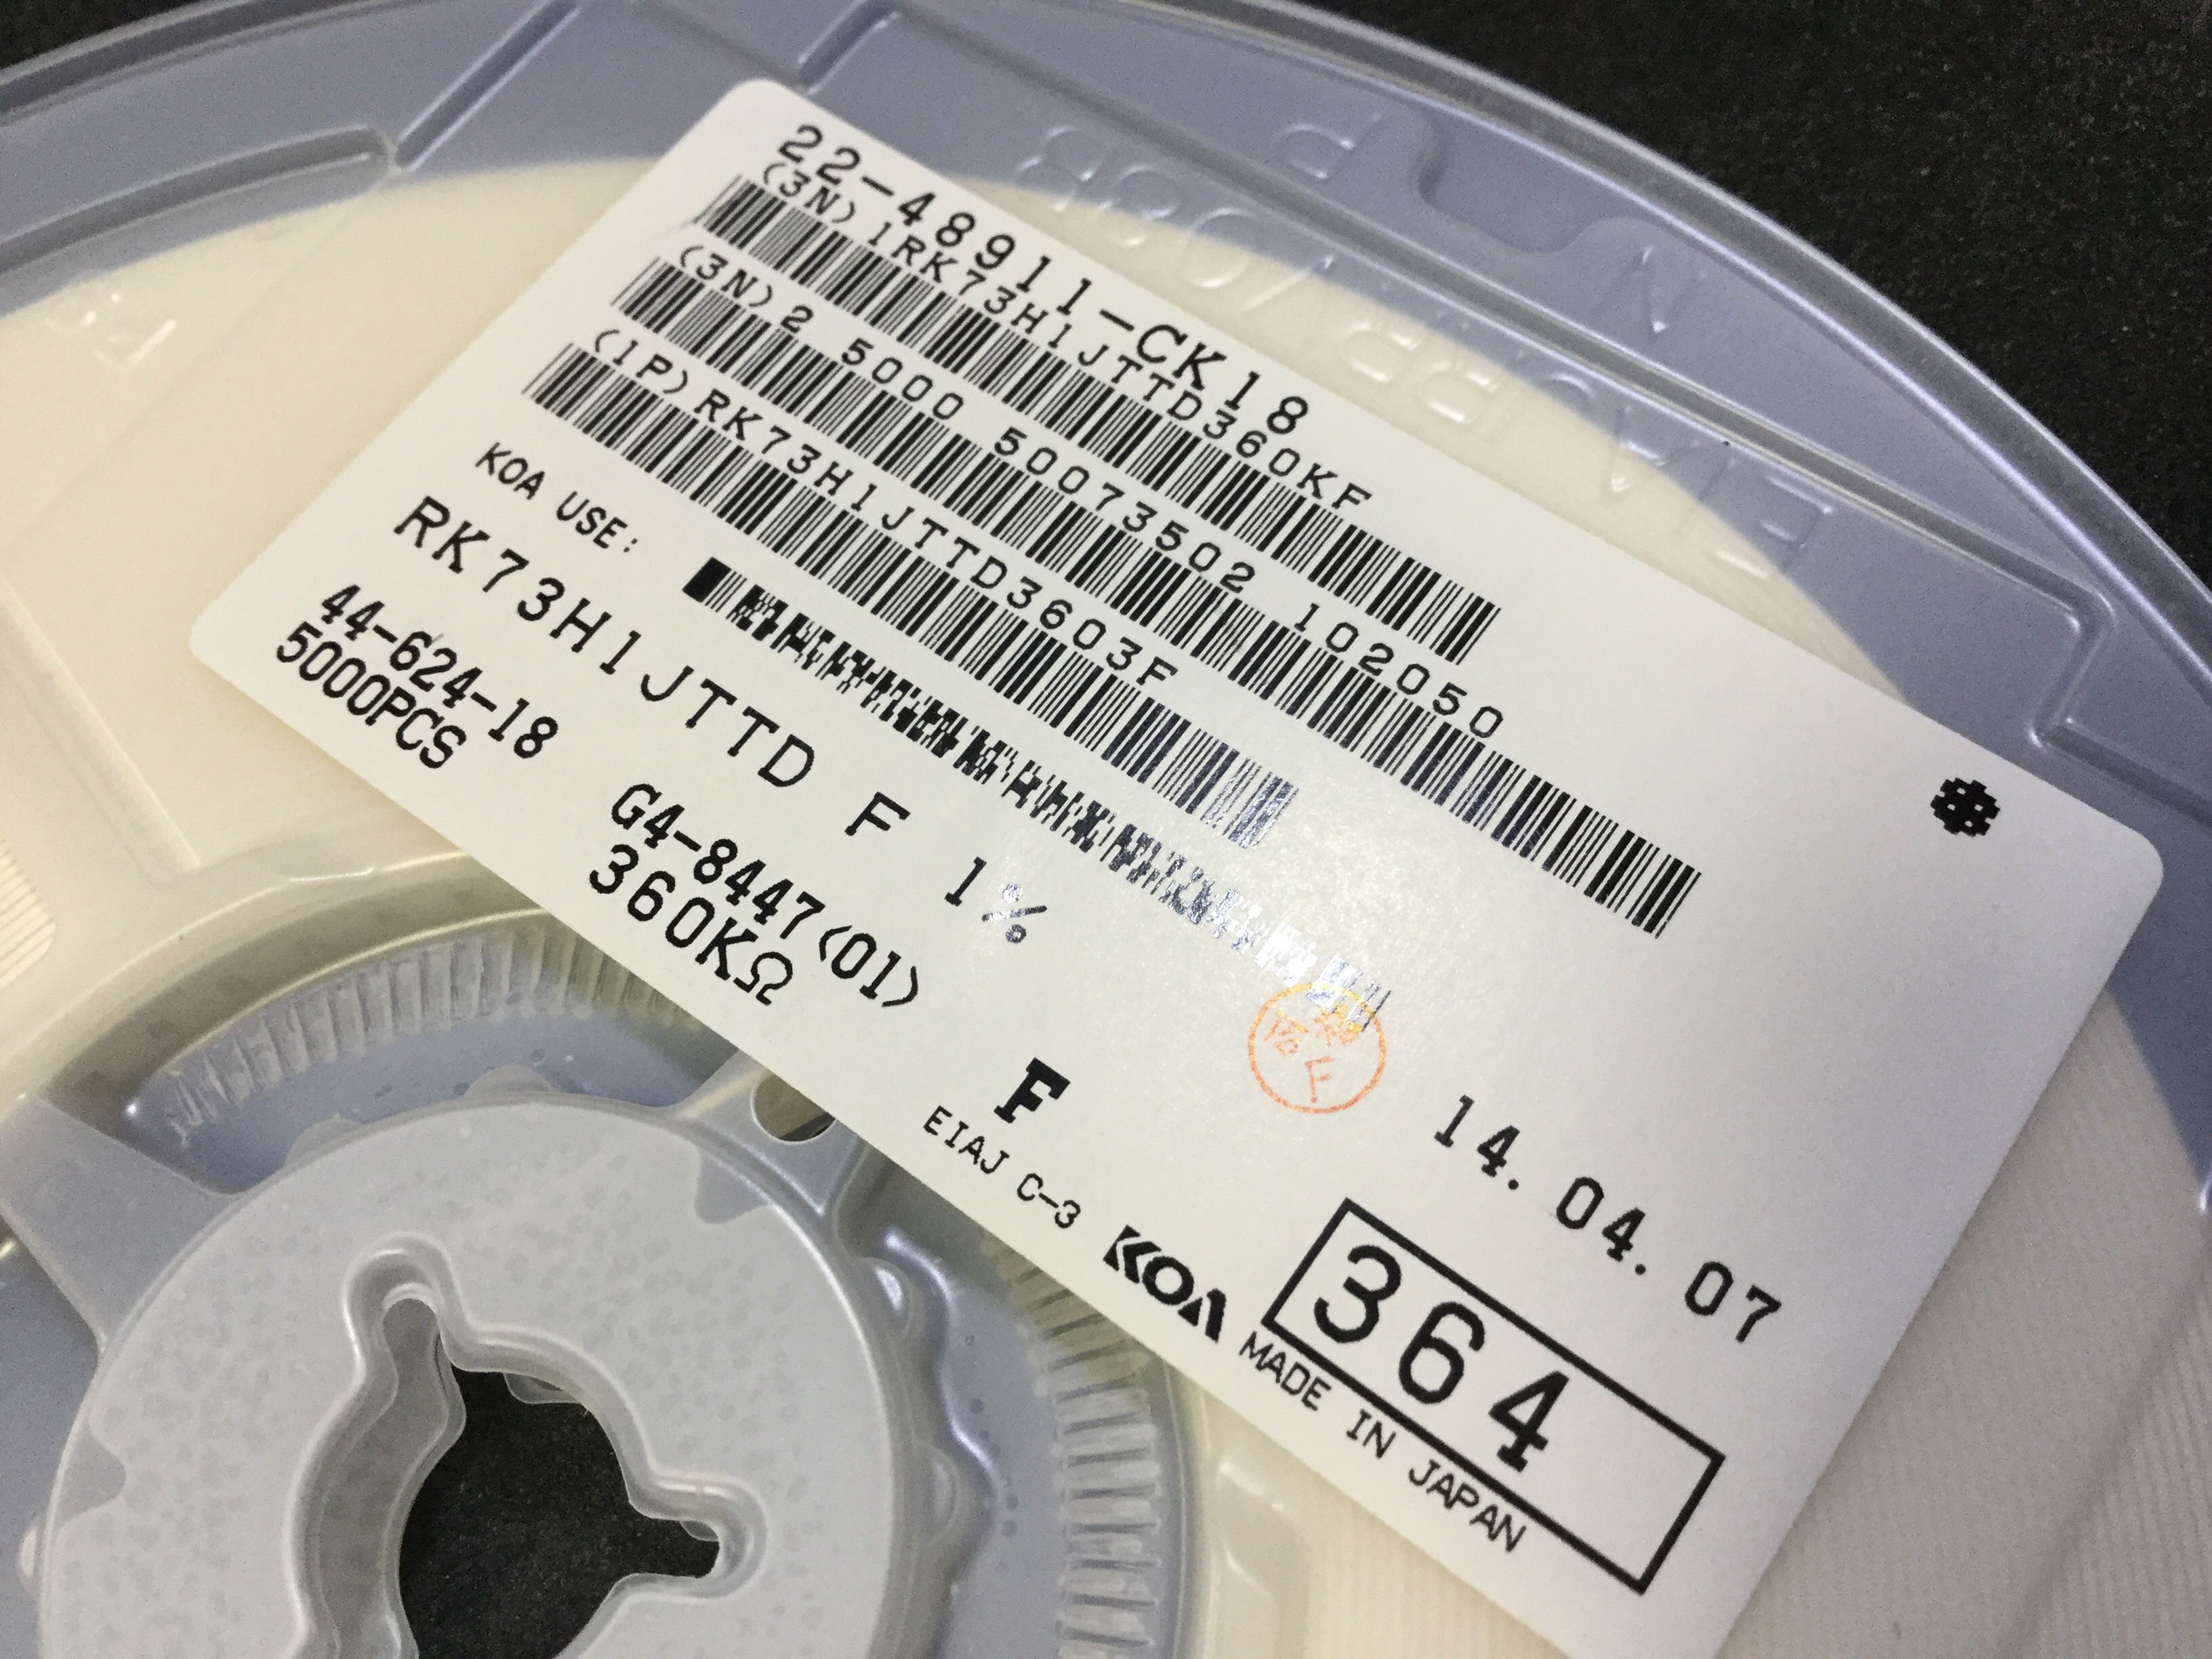 22-48911-CK18
(3N)1RK73H1JTTD360KF
(3N)2 5000 50073502 102050
(1P)RK73H1JTTD3603F
KOA USE:
RK73H1JTTD F 1%
44-624-18 G4-8447(01) 14.04.07
5000PCS 360KΩ F
364
EIAJ C-3 KOA MADE IN JAPAN
F